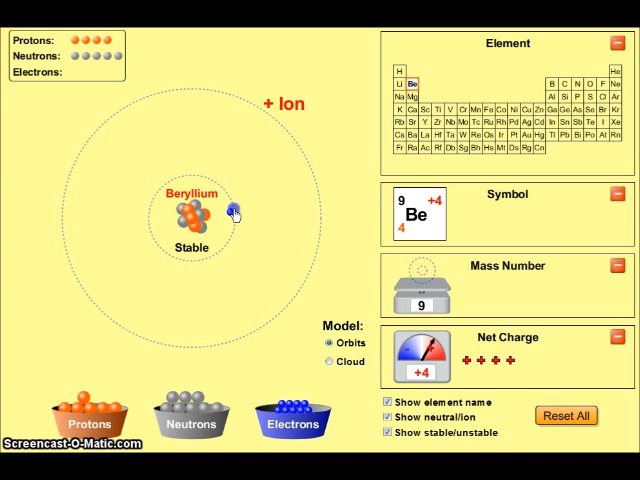 Protons:
Neutrons:
Electrons:
+ Ion
Beryllium
Stable
Model:
Orbits
Cloud
Protons
Neutrons
Electrons
Element
H He
Li Be B C N O F Ne
Na Mg Al Si P S Cl Ar
K Ca Sc Ti V Cr Mn Fe Co Ni Cu Zn Ga Ge As Se Br Kr
Rb Sr Y Zr Nb Mo Tc Ru Rh Pd Ag Cd In Sn Sb Te I Xe
Cs Ba La Hf Ta W Re Os Ir Pt Au Hg Tl Pb Bi Po At Rn
Fr Ra Ac Rf Db Sg Bh Hs Mt Ds Rg Cn
Symbol
9 +4
Be
4
Mass Number
9
Net Charge
+4
Show element name
Show neutral/ion
Show stable/unstable
Reset All
Screencast-O-Matic.com